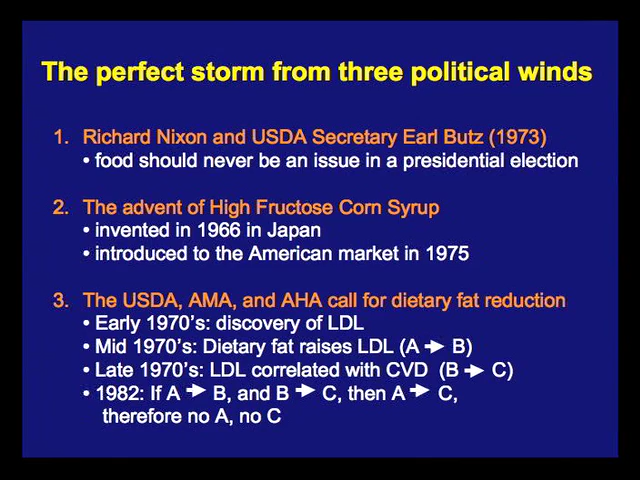 The perfect storm from three political winds
1. Richard Nixon and USDA Secretary Earl Butz (1973)
• food should never be an issue in a presidential election
2. The advent of High Fructose Corn Syrup
• invented in 1966 in Japan
• introduced to the American market in 1975
3. The USDA, AMA, and AHA call for dietary fat reduction
• Early 1970's: discovery of LDL
• Mid 1970's: Dietary fat raises LDL (A → B)
• Late 1970's: LDL correlated with CVD (B → C)
• 1982: If A → B, and B → C, then A → C,
therefore no A, no C